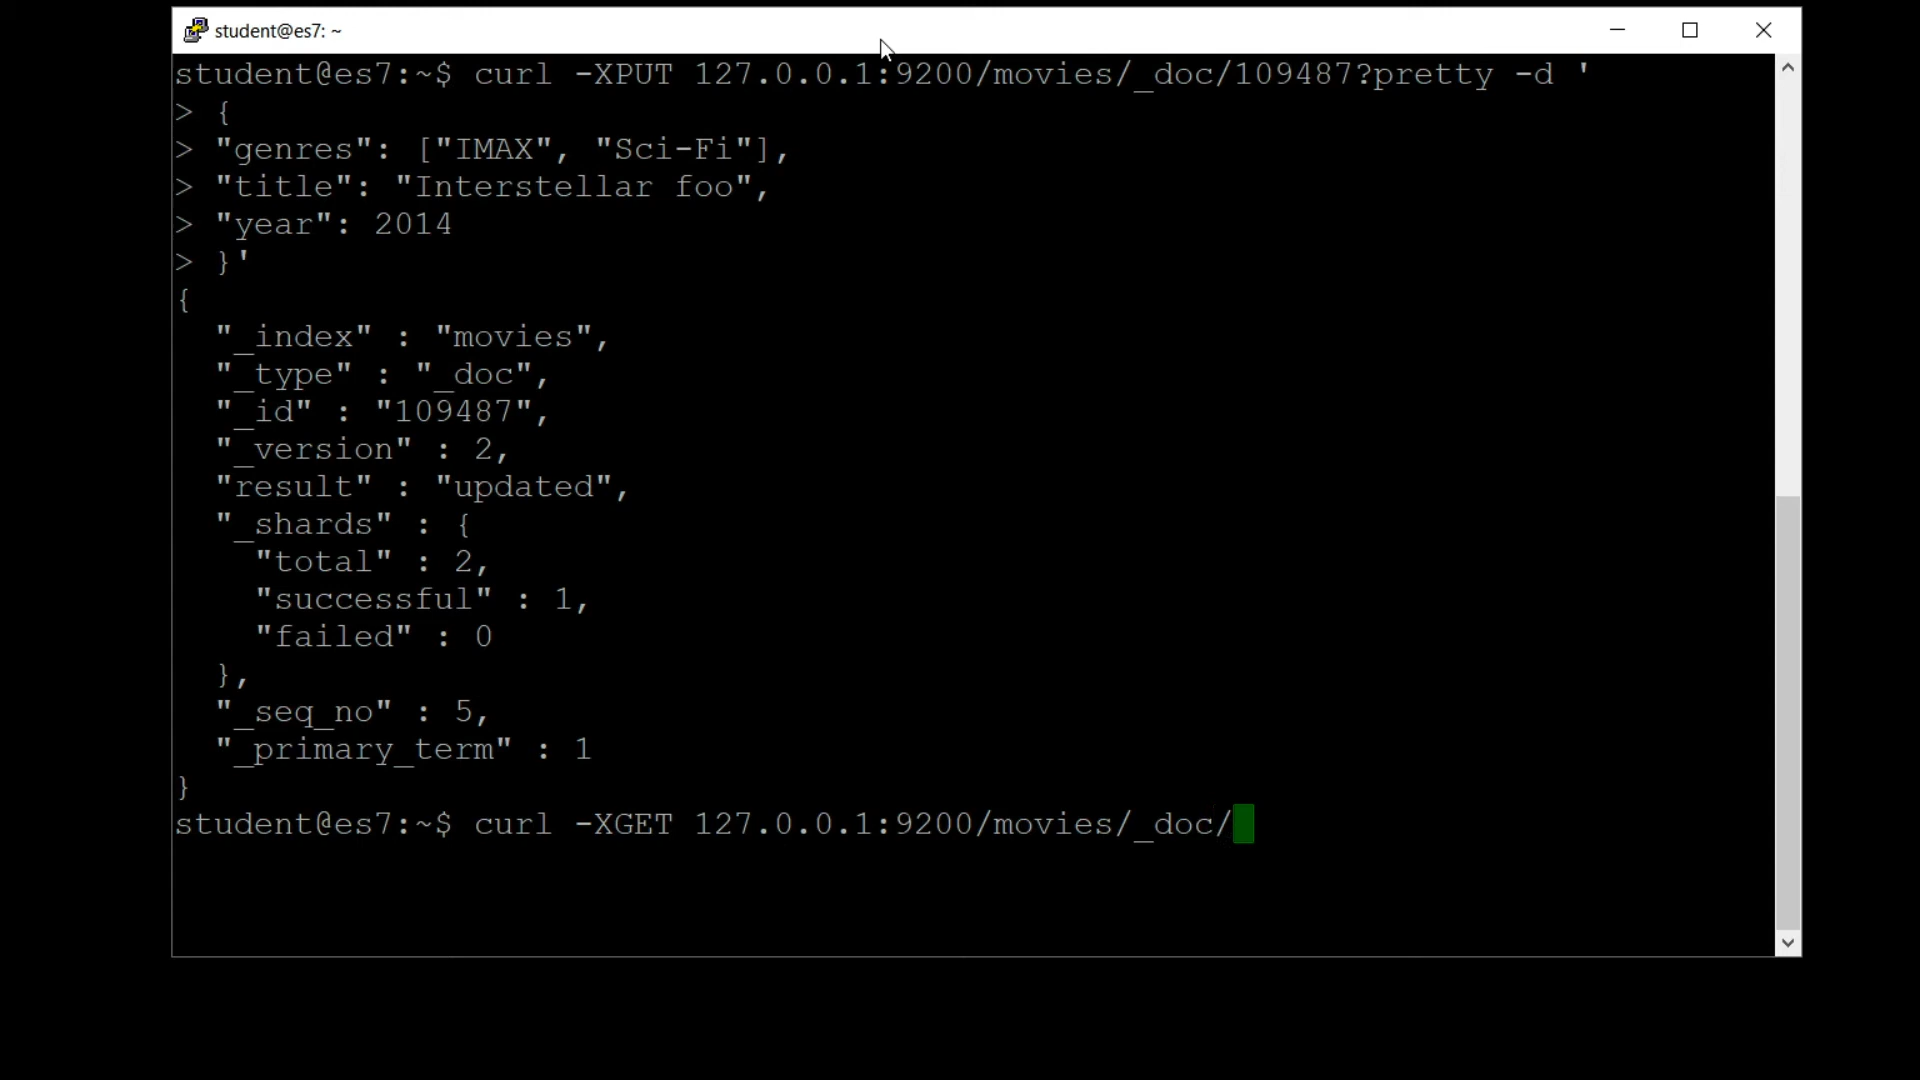 student@es7: ~
student@es7:~$ curl -XPUT 127.0.0.1:9200/movies/_doc/109487?pretty -d '
> {
> "genres": ["IMAX", "Sci-Fi"],
> "title": "Interstellar foo",
> "year": 2014
> }'
{
  "_index" : "movies",
  "_type" : "_doc",
  "_id" : "109487",
  "_version" : 2,
  "result" : "updated",
  "_shards" : {
    "total" : 2,
    "successful" : 1,
    "failed" : 0
  },
  "_seq_no" : 5,
  "_primary_term" : 1
}
student@es7:~$ curl -XGET 127.0.0.1:9200/movies/_doc/